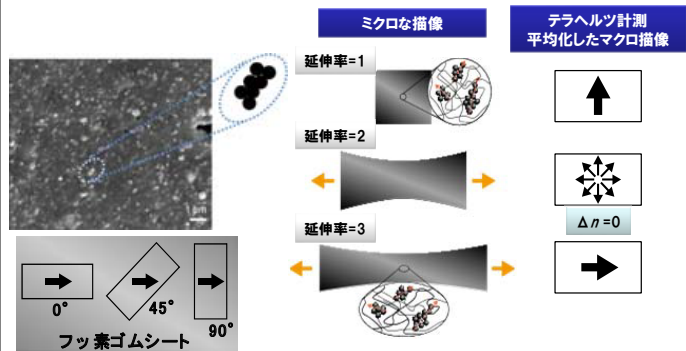 ミクロな描像
テラヘルツ計測
平均化したマクロ描像
延伸率=1
延伸率=2
延伸率=3
Δn=0
1 μm
0°
45°
90°
フッ素ゴムシート